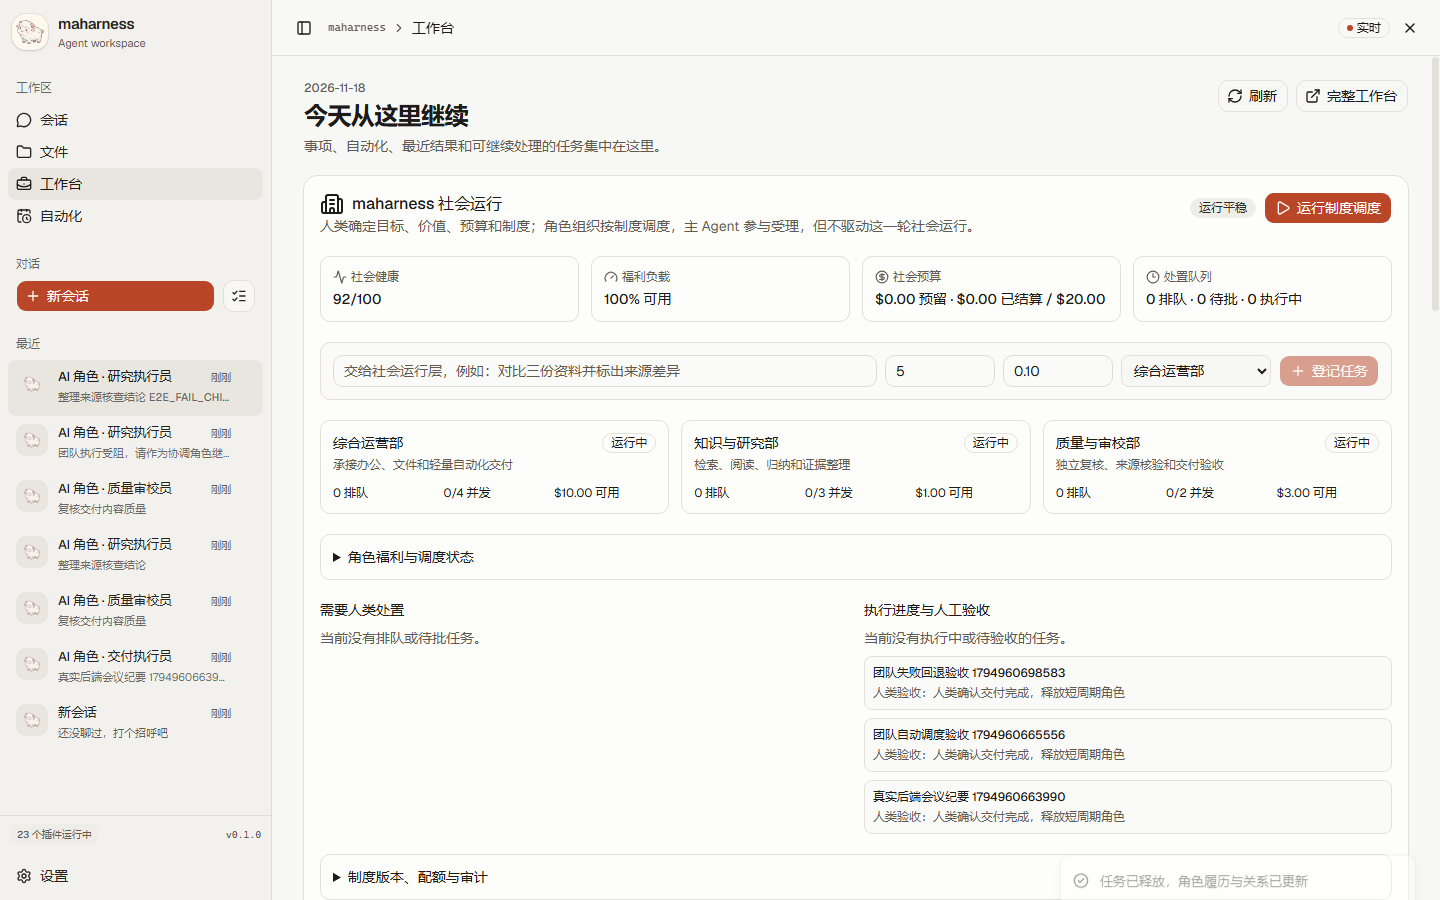 maharness
Agent workspace
工作区
会话
文件
工作台
自动化
对话
新会话
最近
AI 角色 · 研究执行员 刚刚
整理来源核查结论 E2E_FAIL_CHI...
AI 角色 · 研究执行员 刚刚
团队执行受阻，请作为协调角色继...
AI 角色 · 质量审校员 刚刚
复核交付内容质量
AI 角色 · 研究执行员 刚刚
整理来源核查结论
AI 角色 · 质量审校员 刚刚
复核交付内容质量
AI 角色 · 交付执行员 刚刚
真实后端会议纪要 17949606639...
新会话 刚刚
还没聊过，打个招呼吧
23 个插件运行中 v0.1.0
设置
maharness > 工作台
实时
2026-11-18
今天从这里继续
事项、自动化、最近结果和可继续处理的任务集中在这里。
刷新
完整工作台
maharness 社会运行
人类确定目标、价值、预算和制度；角色组织按制度调度，主 Agent 参与受理，但不驱动这一轮社会运行。
运行平稳
运行制度调度
社会健康
92/100
福利负载
100% 可用
社会预算
$0.00 预留 · $0.00 已结算 / $20.00
处置队列
0 排队 · 0 待批 · 0 执行中
交给社会运行层，例如：对比三份资料并标出来源差异
5
0.10
综合运营部
登记任务
综合运营部 运行中
承接办公、文件和轻量自动化交付
0 排队 0/4 并发 $10.00 可用
知识与研究部 运行中
检索、阅读、归纳和证据整理
0 排队 0/3 并发 $1.00 可用
质量与审校部 运行中
独立复核、来源核验和交付验收
0 排队 0/2 并发 $3.00 可用
角色福利与调度状态
需要人类处置
当前没有排队或待批任务。
执行进度与人工验收
当前没有执行中或待验收的任务。
团队失败回退验收 1794960698583
人类验收：人类确认交付完成，释放短周期角色
团队自动调度验收 1794960665556
人类验收：人类确认交付完成，释放短周期角色
真实后端会议纪要 1794960663990
人类验收：人类确认交付完成，释放短周期角色
制度版本、配额与审计
任务已释放，角色履历与关系已更新